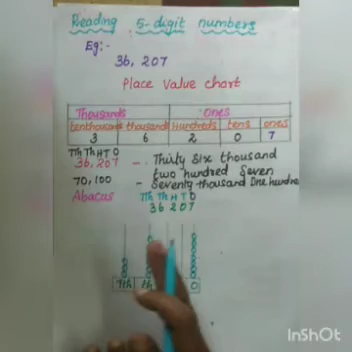 Reading 5-digit numbers
Eg:-
36, 207
Place Value chart
Thousands Ones
tenthousands thousands Hundreds tens ones
3 6 2 0 7
TTh Th H T O
36,207 - Thirty Six thousand
two hundred Seven
70,100 - Seventy thousand One hundred
Abacus TTh Th H T O
3 6 2 0 7
TTh Th O
InShOt